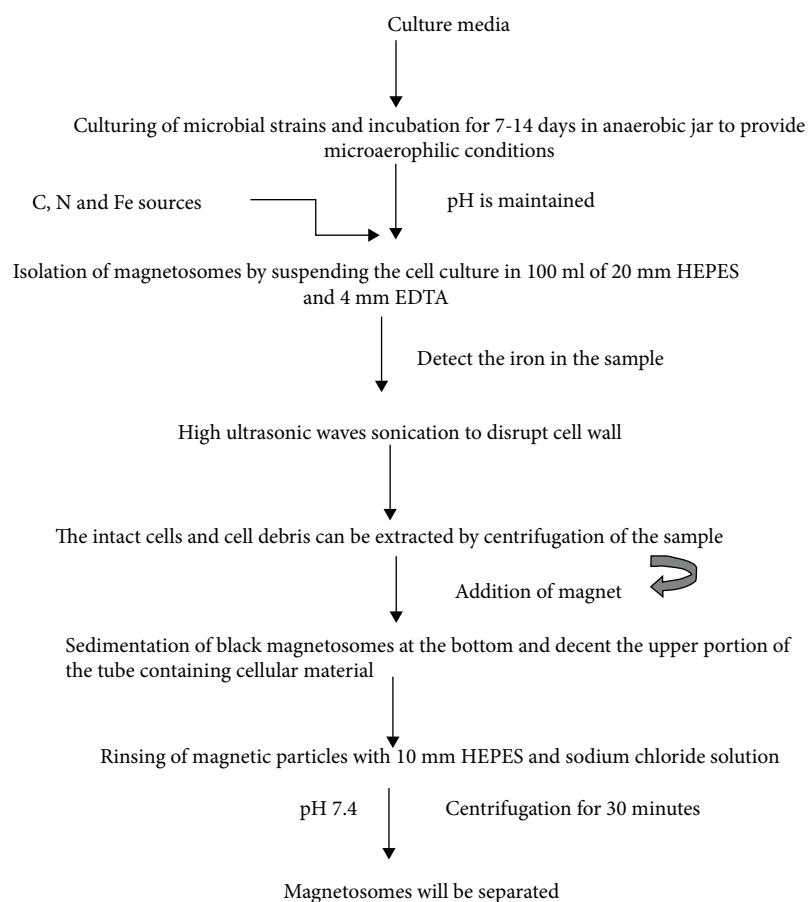 Culture media
Culturing of microbial strains and incubation for 7-14 days in anaerobic jar to provide
microaerophilic conditions
C, N and Fe sources
pH is maintained
Isolation of magnetosomes by suspending the cell culture in 100 ml of 20 mm HEPES
and 4 mm EDTA
Detect the iron in the sample
High ultrasonic waves sonication to disrupt cell wall
The intact cells and cell debris can be extracted by centrifugation of the sample
Addition of magnet
Sedimentation of black magnetosomes at the bottom and decent the upper portion of
the tube containing cellular material
Rinsing of magnetic particles with 10 mm HEPES and sodium chloride solution
pH 7.4
Centrifugation for 30 minutes
Magnetosomes will be separated